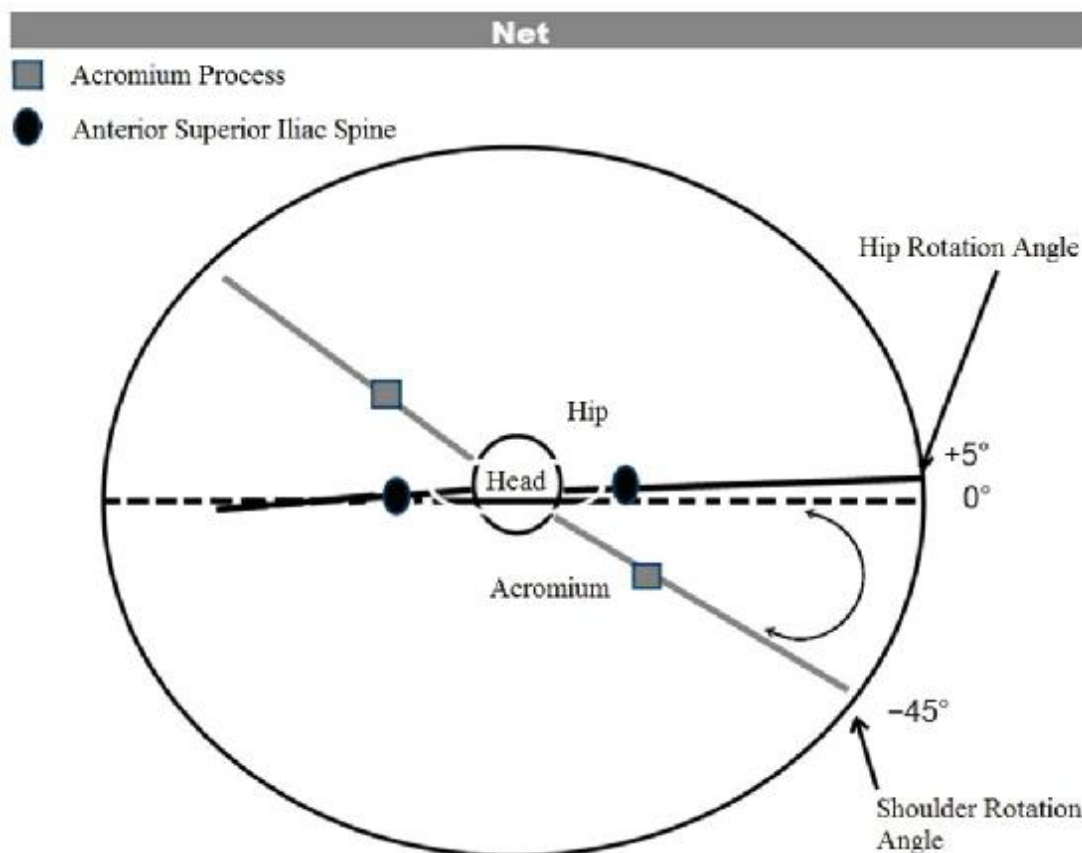 Net
Acromium Process
Anterior Superior Iliac Spine
Hip Rotation Angle
Hip
+5°
Head
0°
Acromium
−45°
Shoulder Rotation
Angle